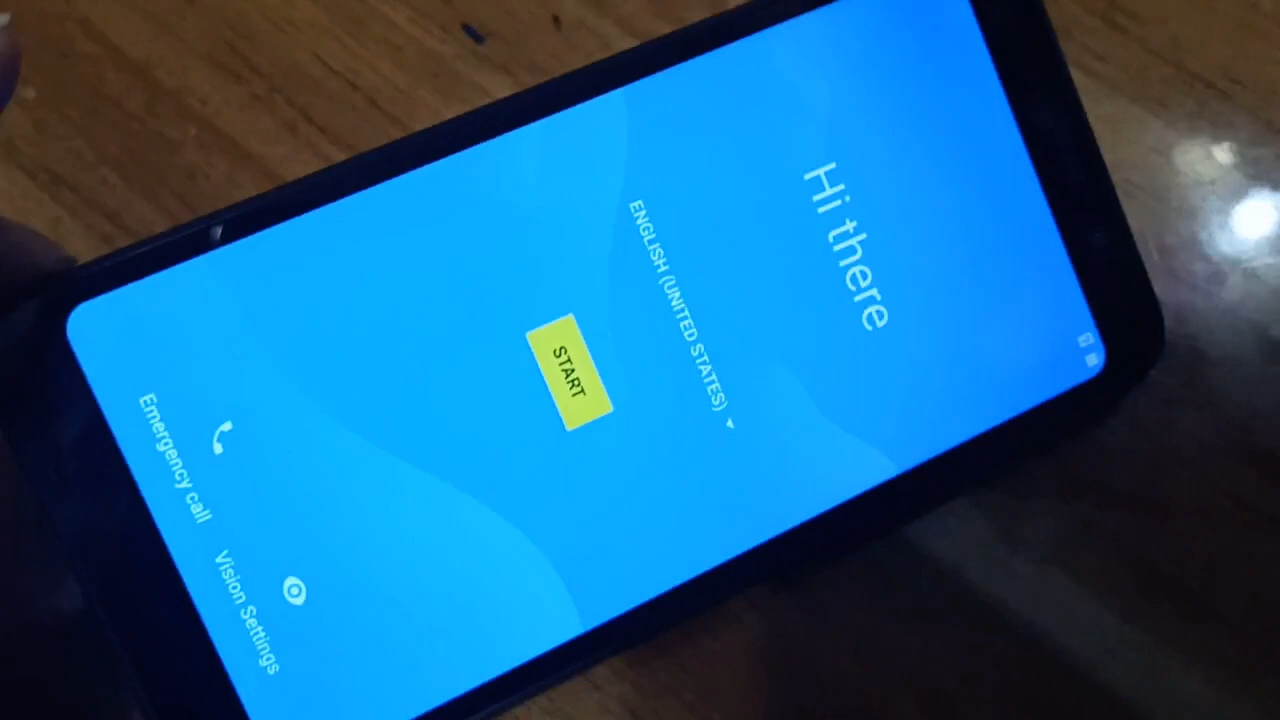 Hi there
ENGLISH (UNITED STATES)
START
Emergency call
Vision Settings